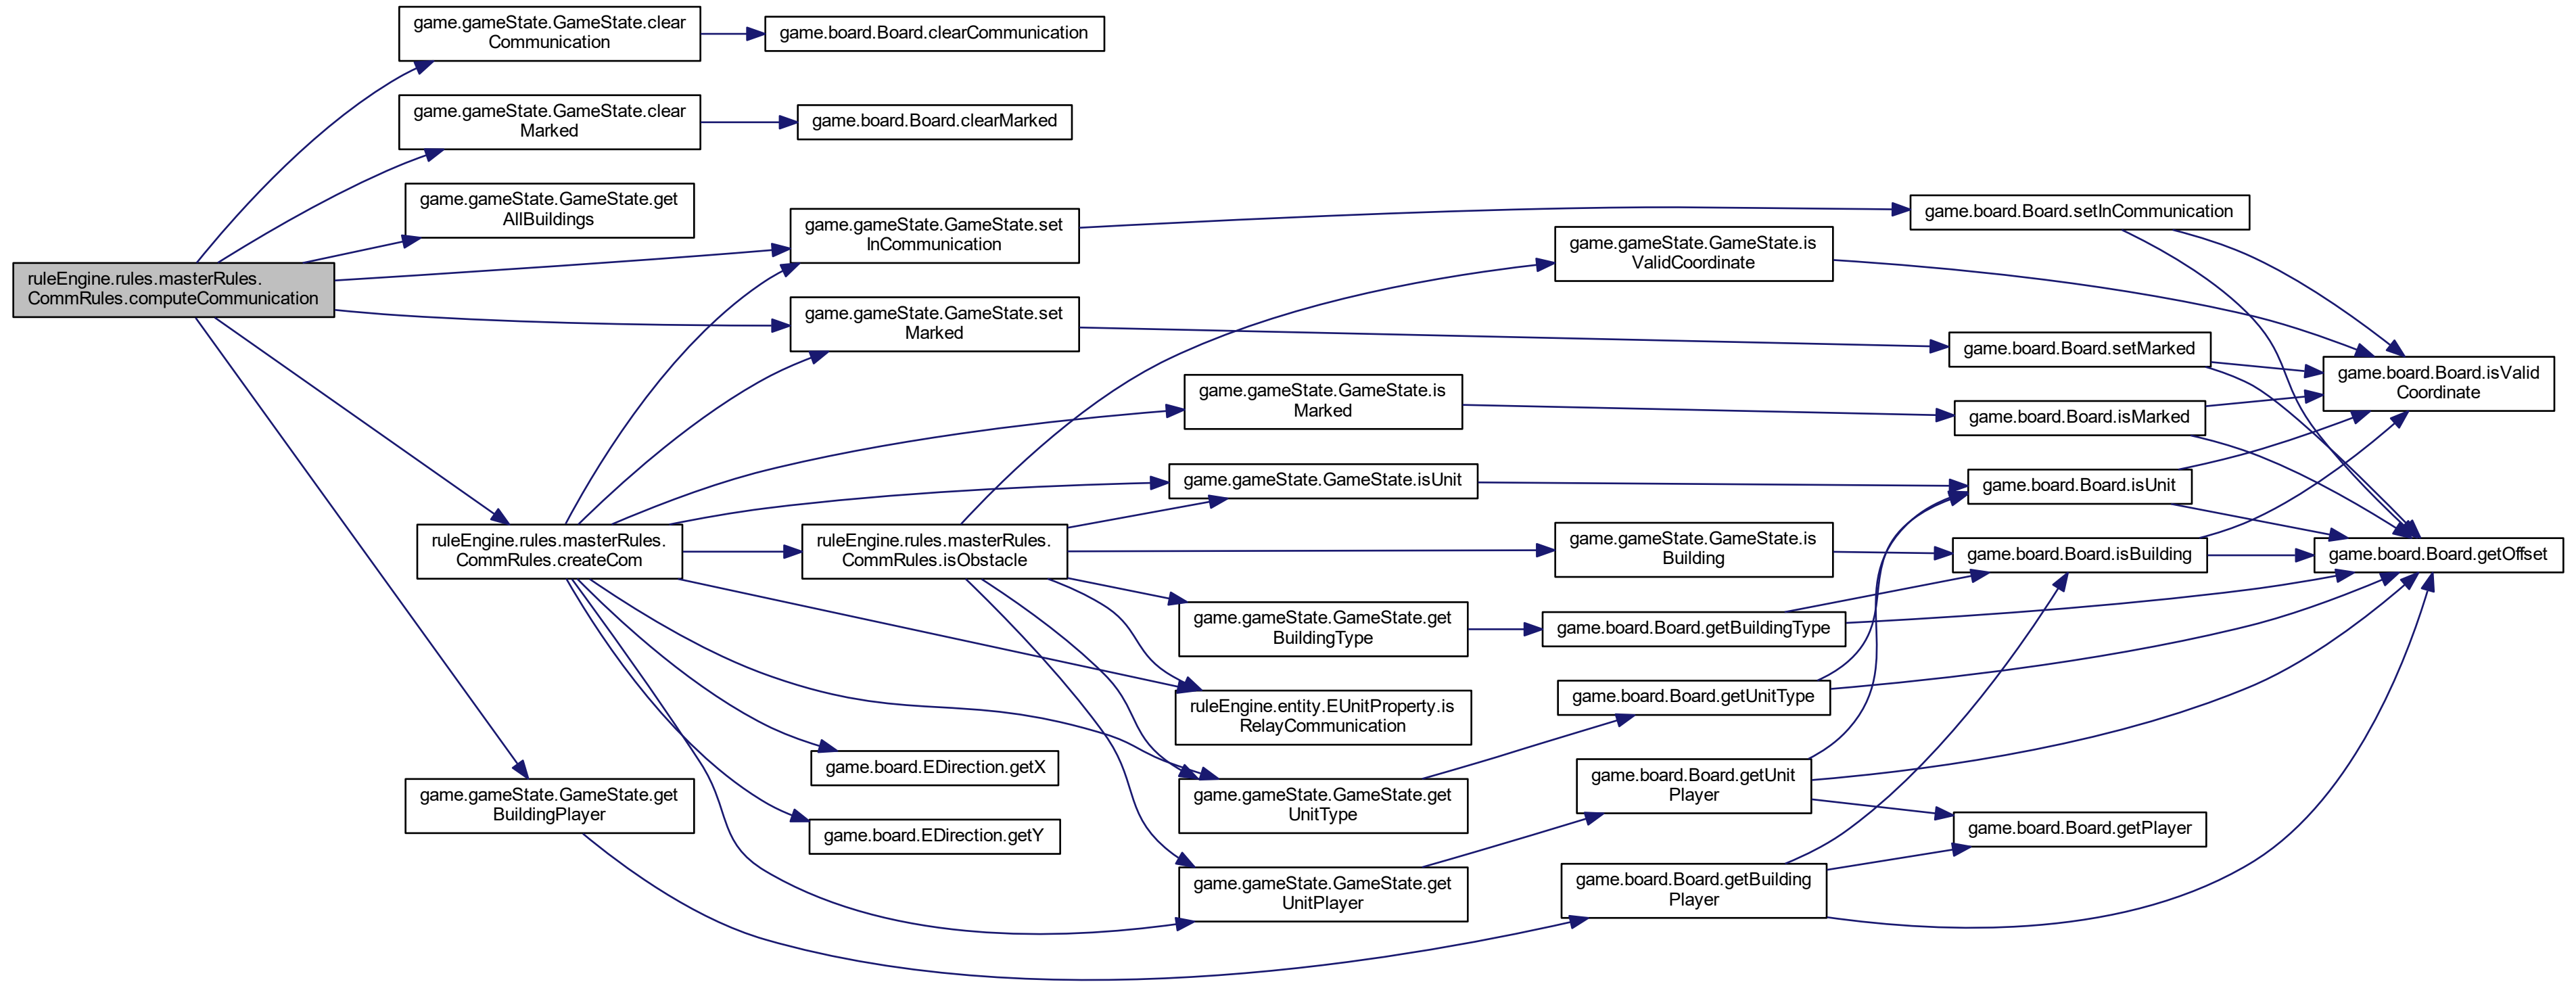 game.gameState.GameState.clear
Communication
game.board.Board.clearCommunication
game.gameState.GameState.clear
Marked
game.board.Board.clearMarked
game.gameState.GameState.get
AllBuildings
ruleEngine.rules.masterRules.
CommRules.computeCommunication
game.gameState.GameState.set
InCommunication
game.gameState.GameState.set
Marked
game.gameState.GameState.is
ValidCoordinate
game.board.Board.setInCommunication
game.board.Board.setMarked
game.board.Board.isValid
Coordinate
game.gameState.GameState.is
Marked
game.board.Board.isMarked
game.gameState.GameState.isUnit
game.board.Board.isUnit
ruleEngine.rules.masterRules.
CommRules.createCom
ruleEngine.rules.masterRules.
CommRules.isObstacle
game.gameState.GameState.is
Building
game.board.Board.isBuilding
game.board.Board.getOffset
game.gameState.GameState.get
BuildingType
game.board.Board.getBuildingType
ruleEngine.entity.EUnitProperty.is
RelayCommunication
game.board.Board.getUnitType
game.board.EDirection.getX
game.gameState.GameState.get
UnitType
game.board.Board.getUnit
Player
game.gameState.GameState.get
BuildingPlayer
game.board.EDirection.getY
game.board.Board.getPlayer
game.gameState.GameState.get
UnitPlayer
game.board.Board.getBuilding
Player